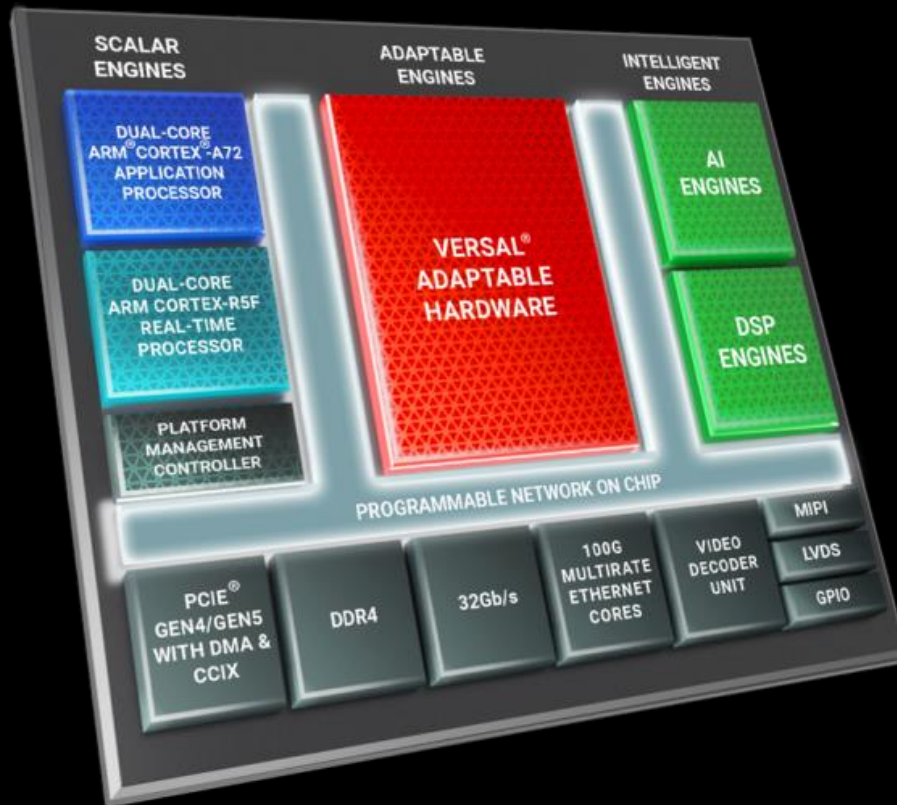 SCALAR
ENGINES
ADAPTABLE
ENGINES
INTELLIGENT
ENGINES
DUAL-CORE
ARM® CORTEX®-A72
APPLICATION
PROCESSOR
DUAL-CORE
ARM CORTEX-R5F
REAL-TIME
PROCESSOR
PLATFORM
MANAGEMENT
CONTROLLER
VERSAL®
ADAPTABLE
HARDWARE
AI
ENGINES
DSP
ENGINES
PROGRAMMABLE NETWORK ON CHIP
PCIE®
GEN4/GEN5
WITH DMA &
CCIX
DDR4
32Gb/s
100G
MULTIRATE
ETHERNET
CORES
VIDEO
DECODER
UNIT
MIPI
LVDS
GPIO